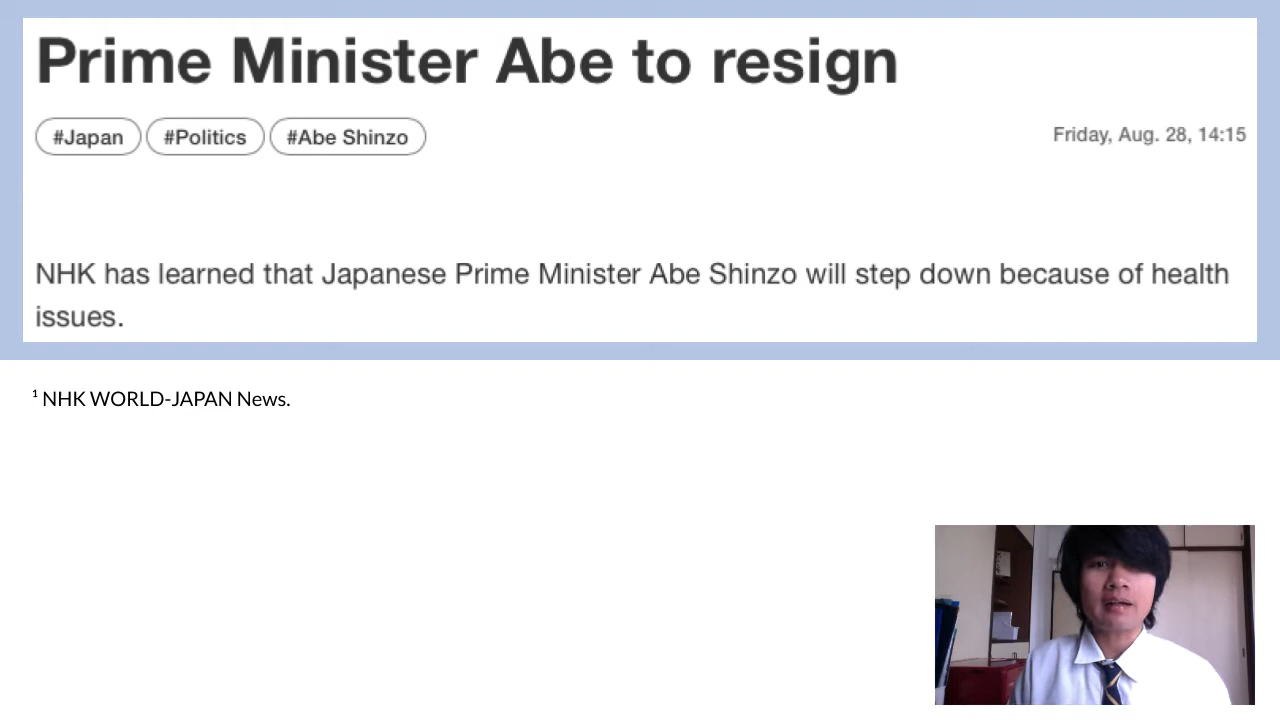 Prime Minister Abe to resign
#Japan #Politics #Abe Shinzo
Friday, Aug. 28, 14:15
NHK has learned that Japanese Prime Minister Abe Shinzo will step down because of health
issues.
¹ NHK WORLD-JAPAN News.